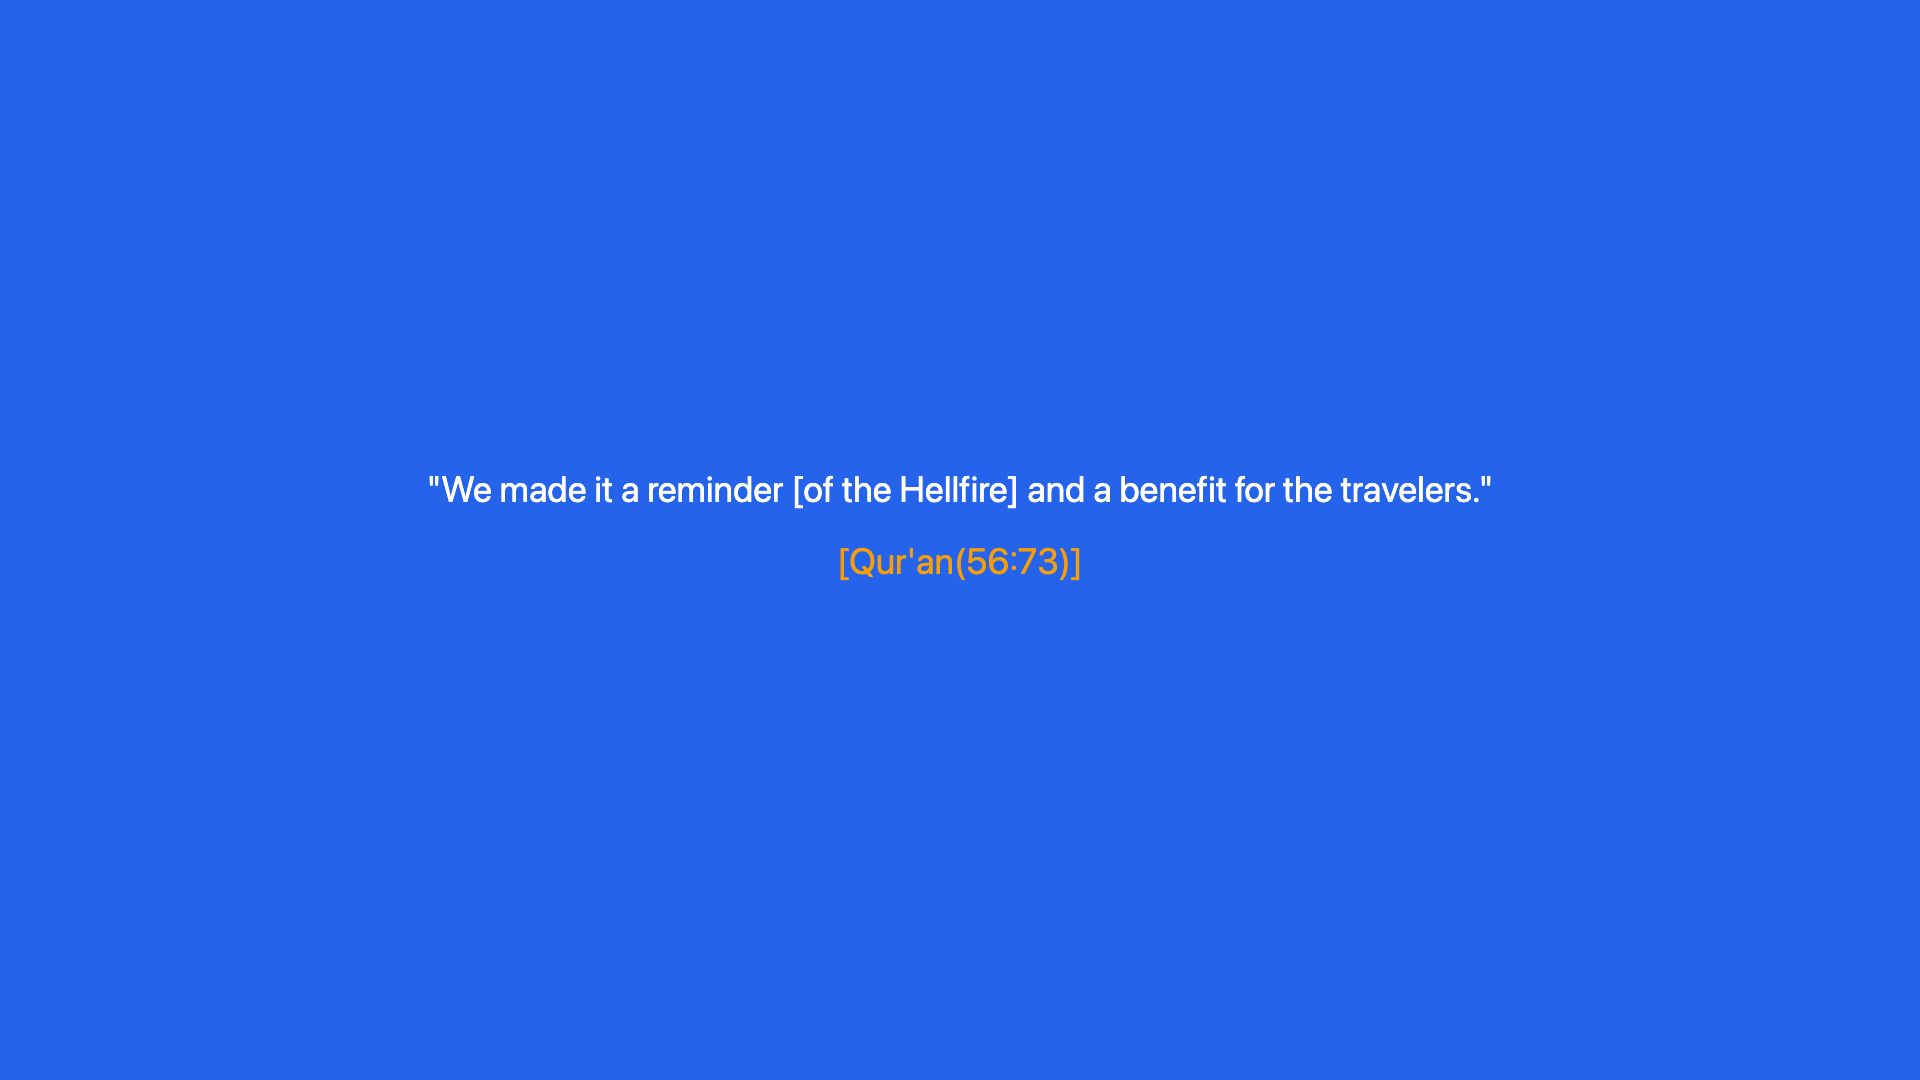 "We made it a reminder [of the Hellfire] and a benefit for the travelers."
[Qur'an(56:73)]